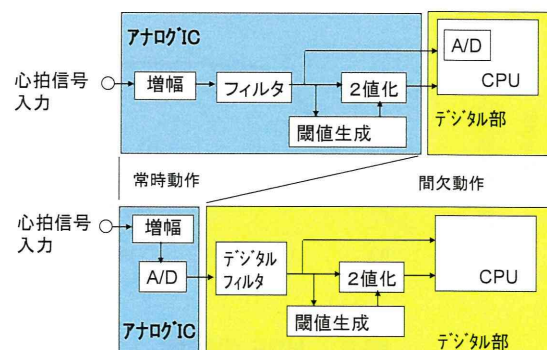 アナログIC
A/D
CPU
心拍信号
入力
増幅
フィルタ
2値化
閾値生成
デジタル部
常時動作
間欠動作
心拍信号
入力
増幅
A/D
デジタル
フィルタ
2値化
CPU
閾値生成
アナログIC
デジタル部